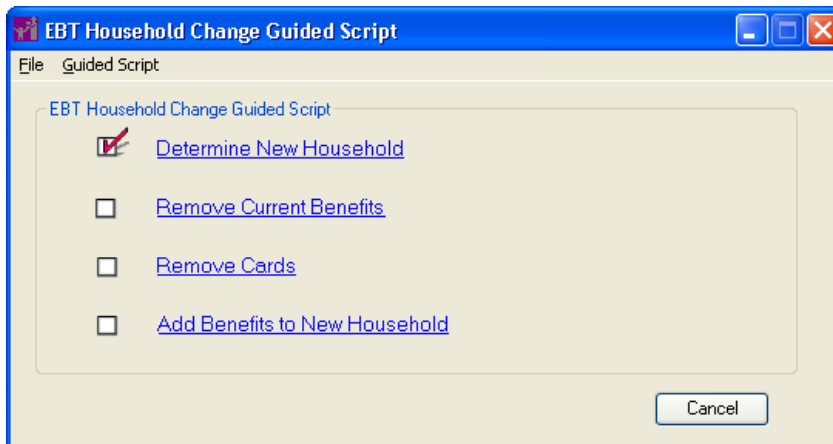 EBT Household Change Guided Script
File Guided Script
EBT Household Change Guided Script
Determine New Household
Remove Current Benefits
Remove Cards
Add Benefits to New Household
Cancel